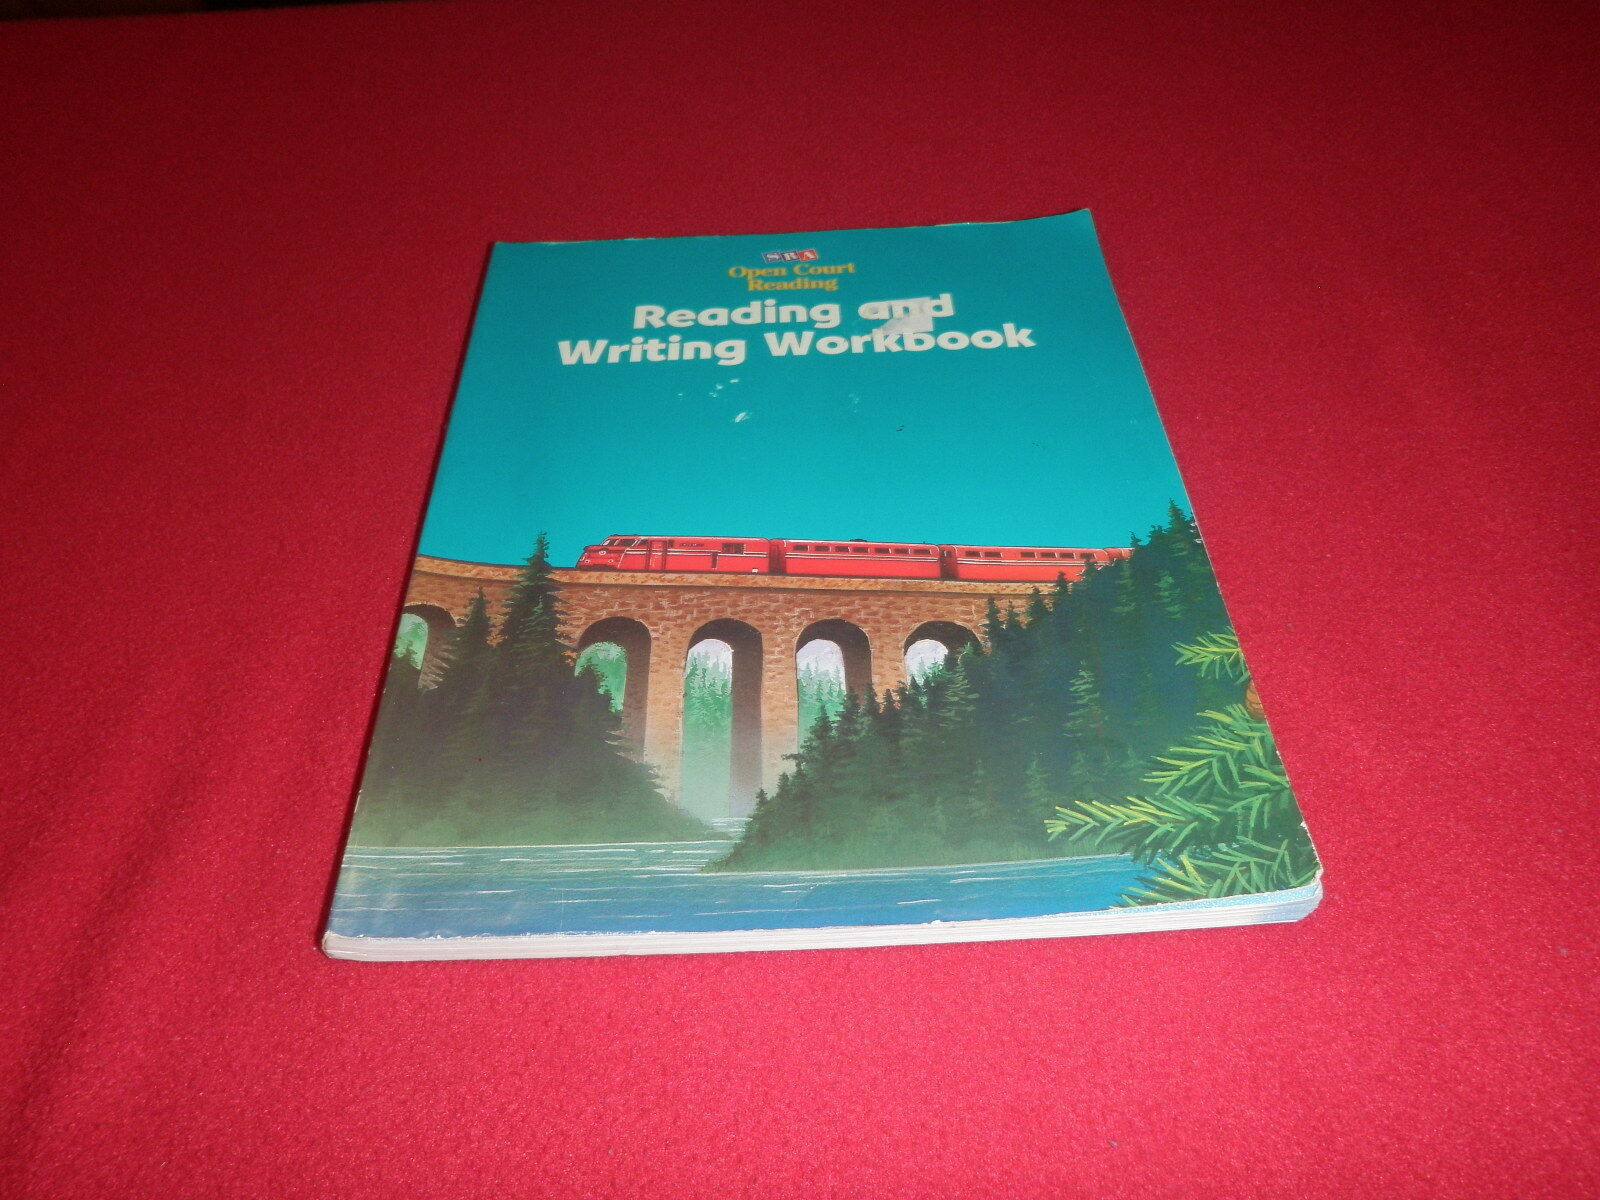 SRA
Open Court
Reading
Reading and
Writing Workbook